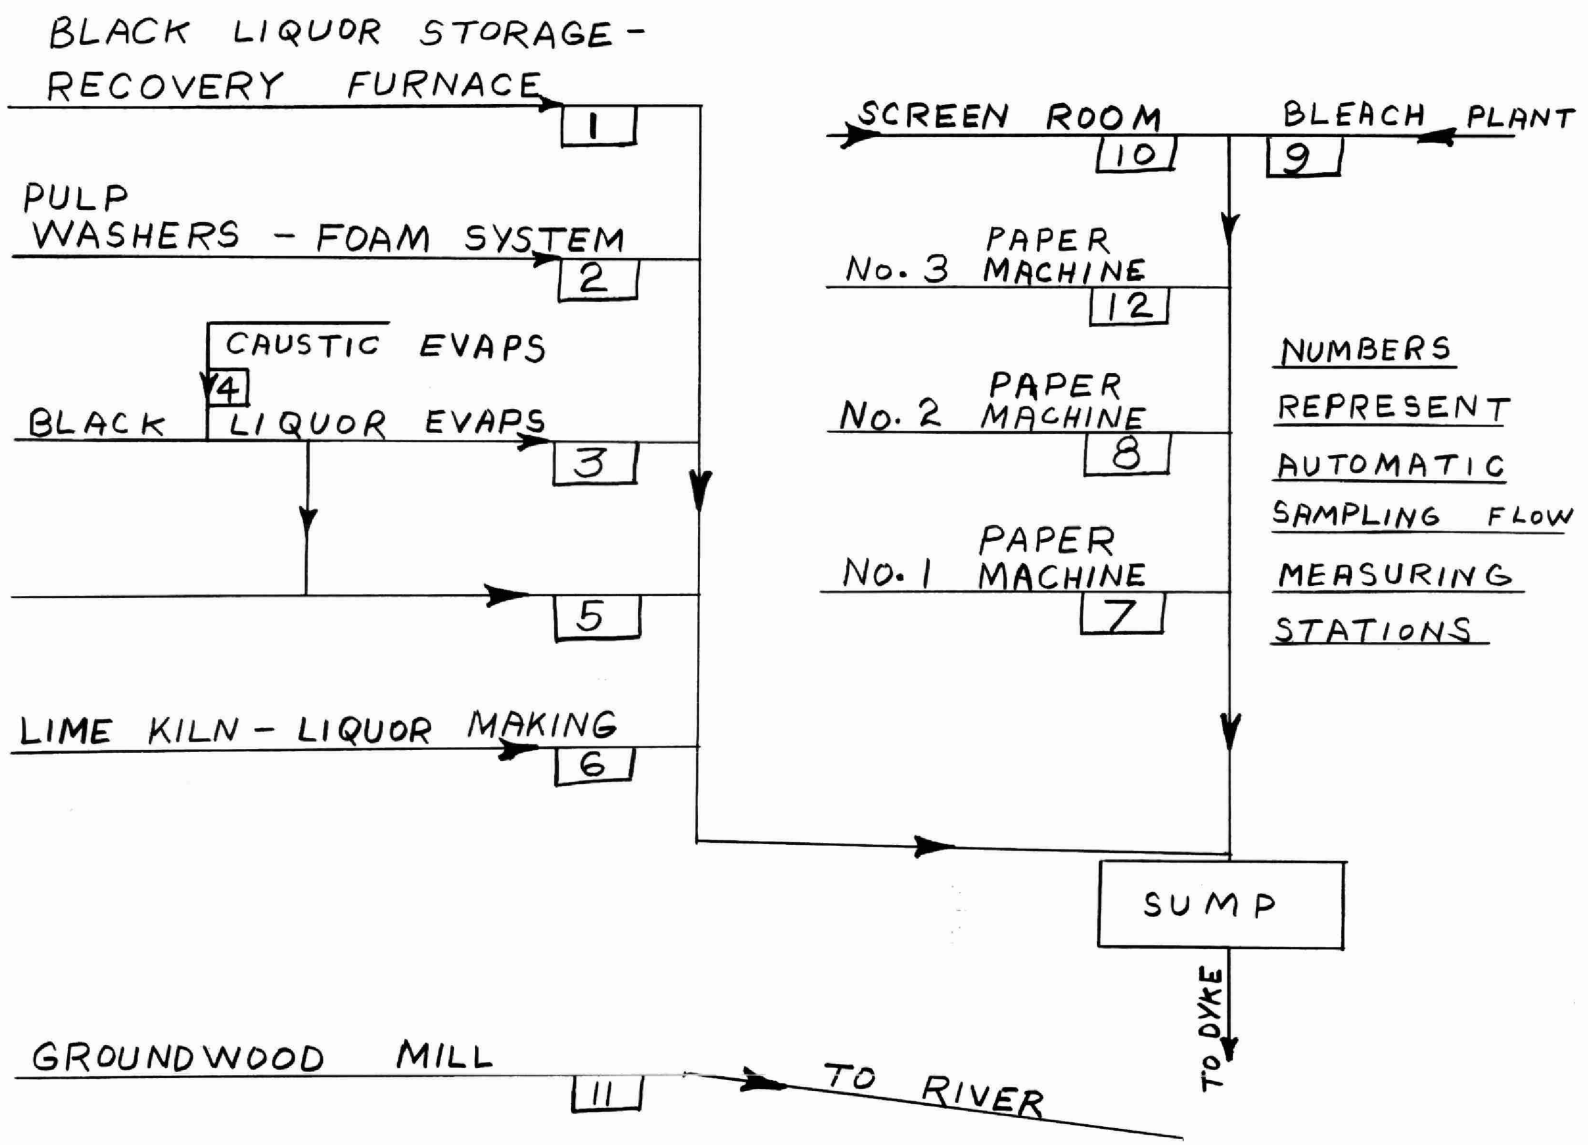 BLACK LIQUOR STORAGE -
RECOVERY FURNACE
1
PULP
WASHERS - FOAM SYSTEM
2
CAUSTIC EVAPS
4
BLACK LIQUOR EVAPS
3
5
LIME KILN - LIQUOR MAKING
6
SCREEN ROOM
10
BLEACH PLANT
9
PAPER
No. 3 MACHINE
12
PAPER
No. 2 MACHINE
8
PAPER
No. 1 MACHINE
7
NUMBERS
REPRESENT
AUTOMATIC
SAMPLING FLOW
MEASURING
STATIONS
SUMP
TO DYKE
GROUNDWOOD MILL
11
TO RIVER